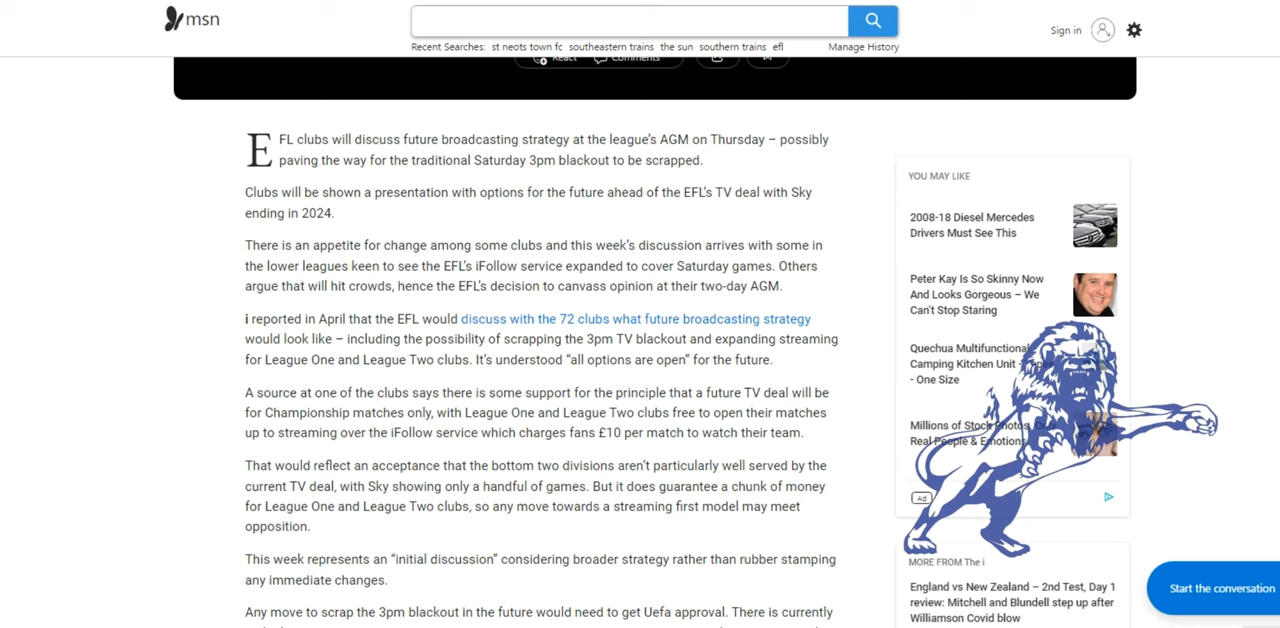 msn
Sign in
Recent Searches: st neots town fc southeastern trains the sun southern trains efl Manage History
React Comments
EFL clubs will discuss future broadcasting strategy at the league's AGM on Thursday – possibly
paving the way for the traditional Saturday 3pm blackout to be scrapped.
Clubs will be shown a presentation with options for the future ahead of the EFL's TV deal with Sky
ending in 2024.
There is an appetite for change among some clubs and this week's discussion arrives with some in
the lower leagues keen to see the EFL's iFollow service expanded to cover Saturday games. Others
argue that will hit crowds, hence the EFL's decision to canvass opinion at their two-day AGM.
i reported in April that the EFL would discuss with the 72 clubs what future broadcasting strategy
would look like – including the possibility of scrapping the 3pm TV blackout and expanding streaming
for League One and League Two clubs. It's understood "all options are open" for the future.
A source at one of the clubs says there is some support for the principle that a future TV deal will be
for Championship matches only, with League One and League Two clubs free to open their matches
up to streaming over the iFollow service which charges fans £10 per match to watch their team.
That would reflect an acceptance that the bottom two divisions aren't particularly well served by the
current TV deal, with Sky showing only a handful of games. But it does guarantee a chunk of money
for League One and League Two clubs, so any move towards a streaming first model may meet
opposition.
This week represents an "initial discussion" considering broader strategy rather than rubber stamping
any immediate changes.
Any move to scrap the 3pm blackout in the future would need to get Uefa approval. There is currently
YOU MAY LIKE
2008-18 Diesel Mercedes
Drivers Must See This
Peter Kay Is So Skinny Now
And Looks Gorgeous – We
Can't Stop Staring
Quechua Multifunctional
Camping Kitchen Unit
- One Size
Millions of Stock Photos,
Real People & Emotions
Ad
MORE FROM The i
England vs New Zealand – 2nd Test, Day 1
review: Mitchell and Blundell step up after
Williamson Covid blow
Start the conversation